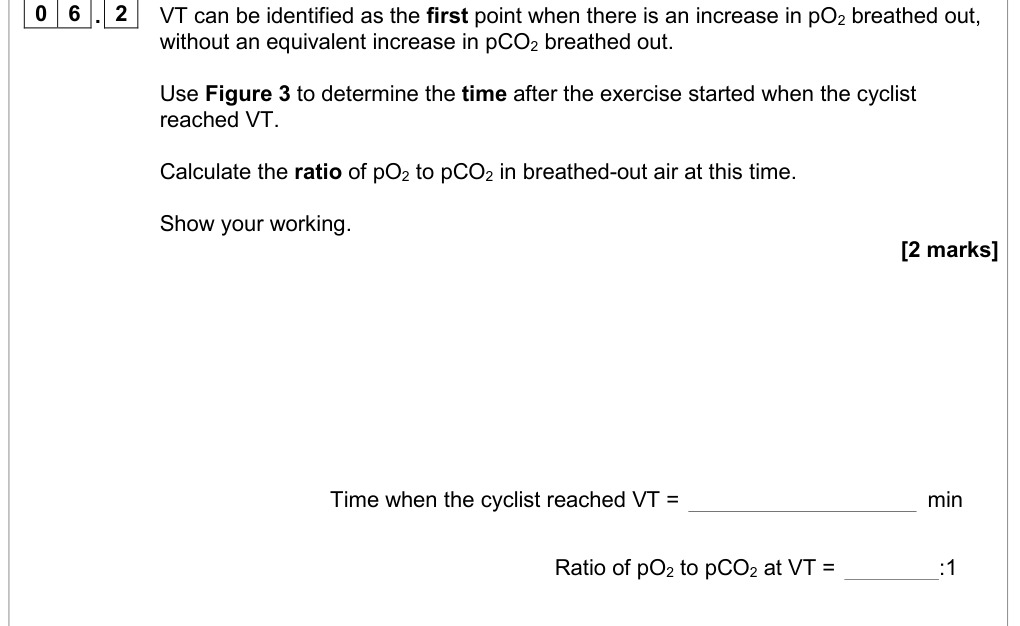 0 6 . 2 VT can be identified as the first point when there is an increase in pO₂ breathed out,
without an equivalent increase in pCO₂ breathed out.
Use Figure 3 to determine the time after the exercise started when the cyclist
reached VT.
Calculate the ratio of pO₂ to pCO₂ in breathed-out air at this time.
Show your working.
[2 marks]
Time when the cyclist reached VT = ____________________ min
Ratio of pO₂ to pCO₂ at VT = ________:1